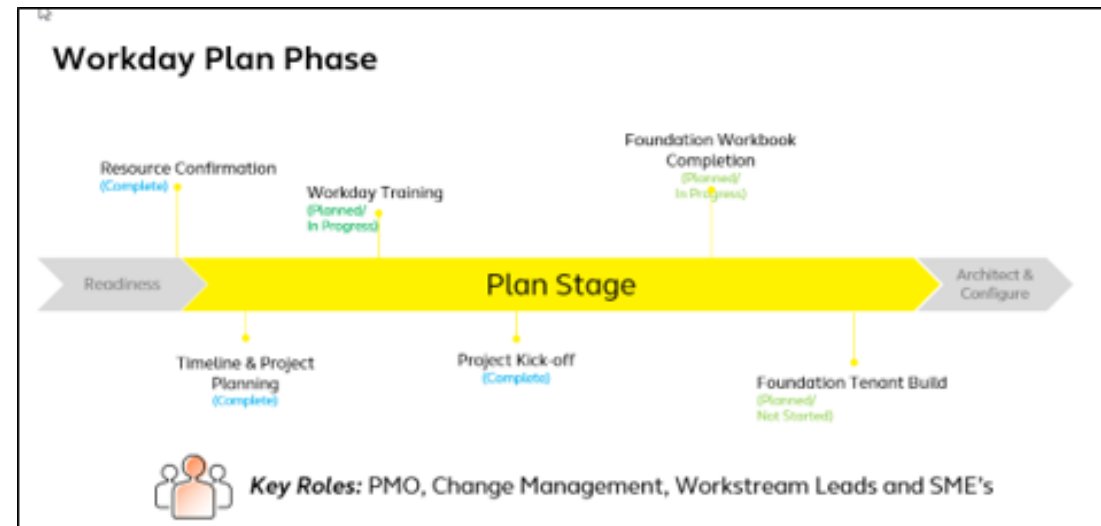 Workday Plan Phase
Resource Confirmation
(Complete)
Workday Training
(Planned/
In Progress)
Foundation Workbook
Completion
(Planned/
In Progress)
Readiness
Plan Stage
Architect &
Configure
Timeline & Project
Planning
(Complete)
Project Kick-off
(Complete)
Foundation Tenant Build
(Planned/
Not Started)
Key Roles: PMO, Change Management, Workstream Leads and SME's